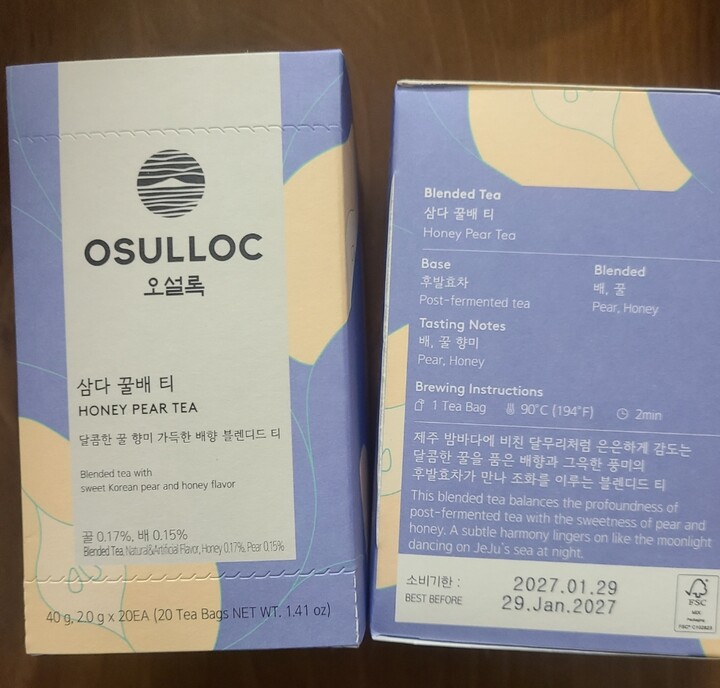 OSULLOC
오설록
삼다 꿀배 티
HONEY PEAR TEA
달콤한 꿀 향미 가득한 배향 블렌디드 티
Blended tea with
sweet Korean pear and honey flavor
꿀 0.17%, 배 0.15%
Blended Tea, Natural&Artificial Flavor, Honey 0.17%, Pear 0.15%
40 g, 2.0 g x 20EA (20 Tea Bags NET WT. 1.41 oz)
Blended Tea
삼다 꿀배 티
Honey Pear Tea
Base
후발효차
Post-fermented tea
Blended
배, 꿀
Pear, Honey
Tasting Notes
배, 꿀 향미
Pear, Honey
Brewing Instructions
1 Tea Bag 90°C (194°F) 2min
제주 밤바다에 비친 달무리처럼 은은하게 감도는
달콤한 꿀을 품은 배향과 그윽한 풍미의
후발효차가 만나 조화를 이루는 블렌디드 티
This blended tea balances the profoundness of
post-fermented tea with the sweetness of pear and
honey. A subtle harmony lingers on like the moonlight
dancing on JeJu's sea at night.
소비기한 : 2027.01.29
BEST BEFORE 29.Jan.2027
FSC